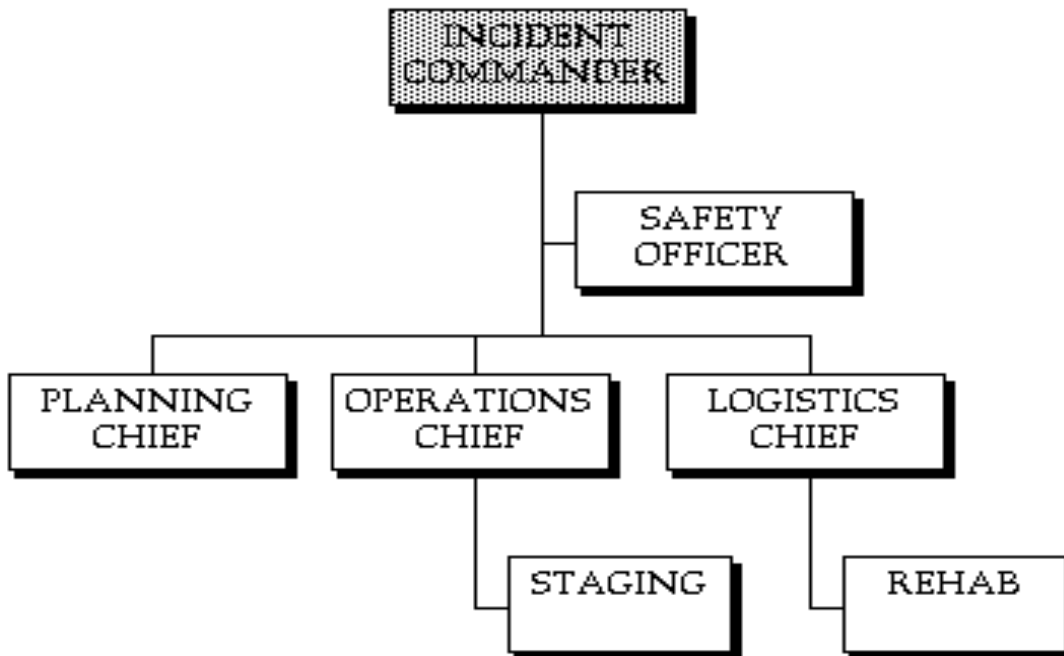 INCIDENT
COMMANDER
SAFETY
OFFICER
PLANNING
CHIEF
OPERATIONS
CHIEF
LOGISTICS
CHIEF
STAGING
REHAB